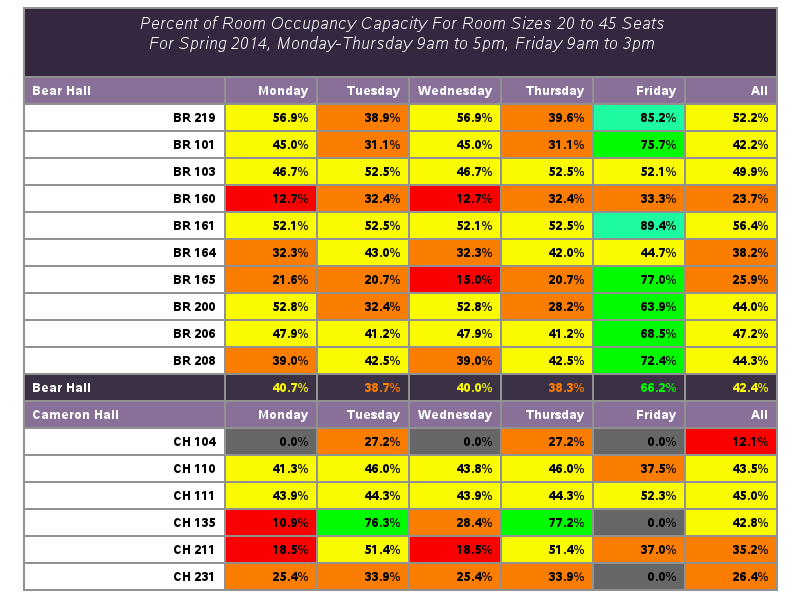 Percent of Room Occupancy Capacity For Room Sizes 20 to 45 Seats
For Spring 2014, Monday-Thursday 9am to 5pm, Friday 9am to 3pm
Bear Hall Monday Tuesday Wednesday Thursday Friday All
BR 219 56.9% 38.9% 56.9% 39.6% 85.2% 52.2%
BR 101 45.0% 31.1% 45.0% 31.1% 75.7% 42.2%
BR 103 46.7% 52.5% 46.7% 52.5% 52.1% 49.9%
BR 160 12.7% 32.4% 12.7% 32.4% 33.3% 23.7%
BR 161 52.1% 52.5% 52.1% 52.5% 89.4% 56.4%
BR 164 32.3% 43.0% 32.3% 42.0% 44.7% 38.2%
BR 165 21.6% 20.7% 15.0% 20.7% 77.0% 25.9%
BR 200 52.8% 32.4% 52.8% 28.2% 63.9% 44.0%
BR 206 47.9% 41.2% 47.9% 41.2% 68.5% 47.2%
BR 208 39.0% 42.5% 39.0% 42.5% 72.4% 44.3%
Bear Hall 40.7% 38.7% 40.0% 38.3% 66.2% 42.4%
Cameron Hall Monday Tuesday Wednesday Thursday Friday All
CH 104 0.0% 27.2% 0.0% 27.2% 0.0% 12.1%
CH 110 41.3% 46.0% 43.8% 46.0% 37.5% 43.5%
CH 111 43.9% 44.3% 43.9% 44.3% 52.3% 45.0%
CH 135 10.9% 76.3% 28.4% 77.2% 0.0% 42.8%
CH 211 18.5% 51.4% 18.5% 51.4% 37.0% 35.2%
CH 231 25.4% 33.9% 25.4% 33.9% 0.0% 26.4%